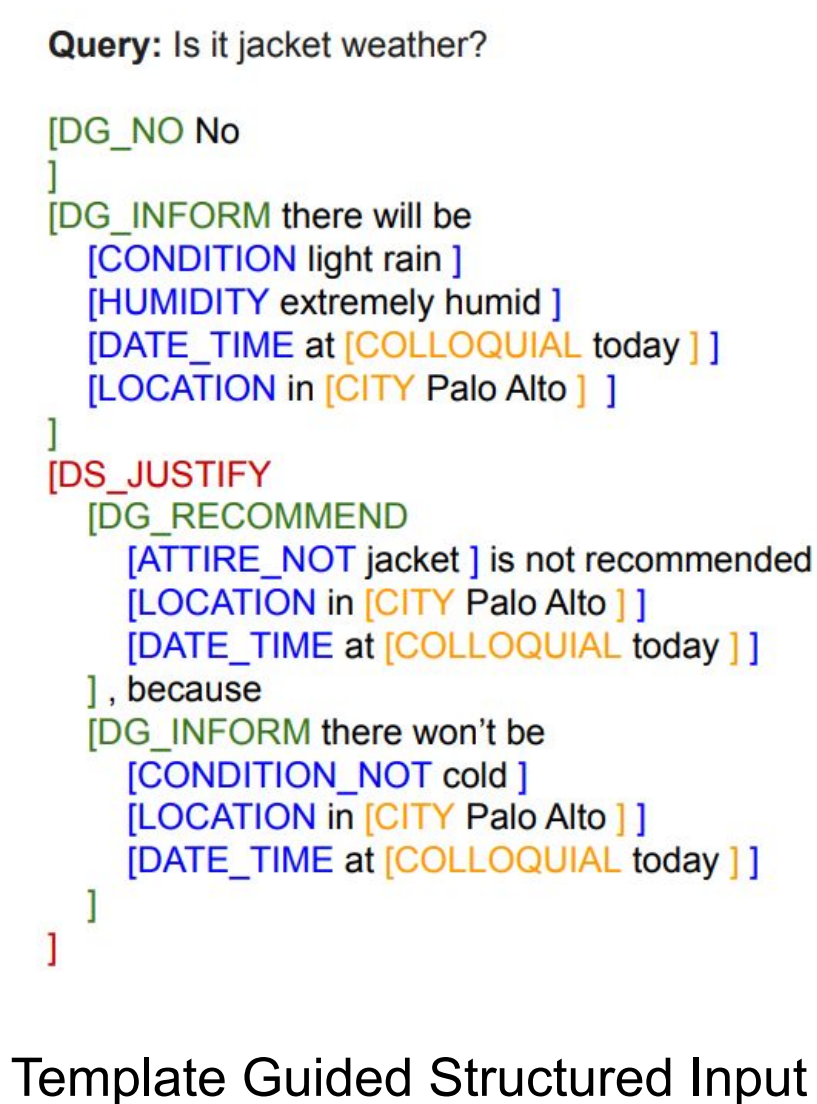 Query: Is it jacket weather?
[DG_NO No
]
[DG_INFORM there will be
[CONDITION light rain ]
[HUMIDITY extremely humid ]
[DATE_TIME at [COLLOQUIAL today ] ]
[LOCATION in [CITY Palo Alto ] ]
]
[DS_JUSTIFY
[DG_RECOMMEND
[ATTIRE_NOT jacket ] is not recommended
[LOCATION in [CITY Palo Alto ] ]
[DATE_TIME at [COLLOQUIAL today ] ]
] , because
[DG_INFORM there won’t be
[CONDITION_NOT cold ]
[LOCATION in [CITY Palo Alto ] ]
[DATE_TIME at [COLLOQUIAL today ] ]
]
]
Template Guided Structured Input